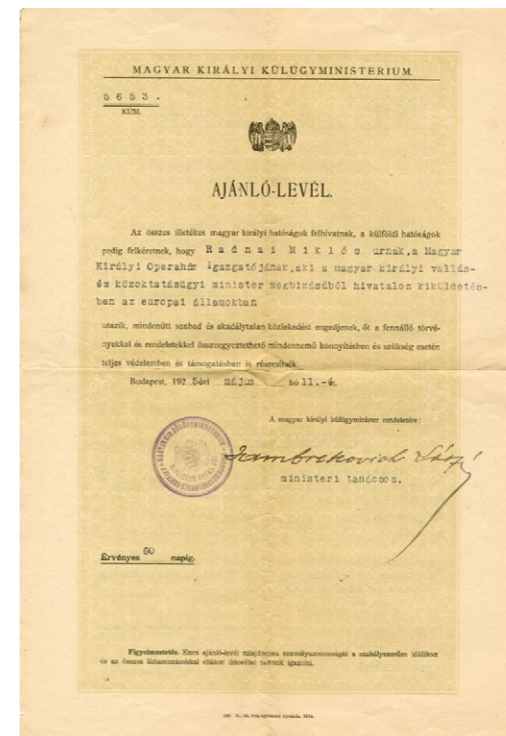 MAGYAR KIRÁLYI KÜLÜGYMINISTERIUM.
5653.
KÜM.
AJÁNLÓ-LEVÉL.
Az összes illetékes magyar királyi hatóságok felhivatnak, a külföldi hatóságok
pedig felkéretnek, hogy Radnai Miklós urnak, a Magyar
Királyi Operaház igazgatójának, aki a magyar királyi vallás-
és közoktatásügyi minister megbizásából hivatalos kiküldetés-
ben az europai államokban
utazik, mindenütt szabad és akadálytalan közlekedést engedjenek, őt a fennálló törvé-
nyekkel és rendeletekkel összeegyeztethető mindennemű könnyitésben és szükség esetén
teljes védelemben és támogatásban is részesitsék.
Budapest, 1925évi május hó 11.-én.
A magyar királyi külügyminister rendeletére:
László
ministeri tanácsos.
Érvényes 60 napig.
Figyelmeztetés. Ezen ajánló-levél tulajdonosa személyazonosságát a szabályszerűen kiállitott
és az összes láttamozásokkal ellátott útlevéllel tartozik igazolni.